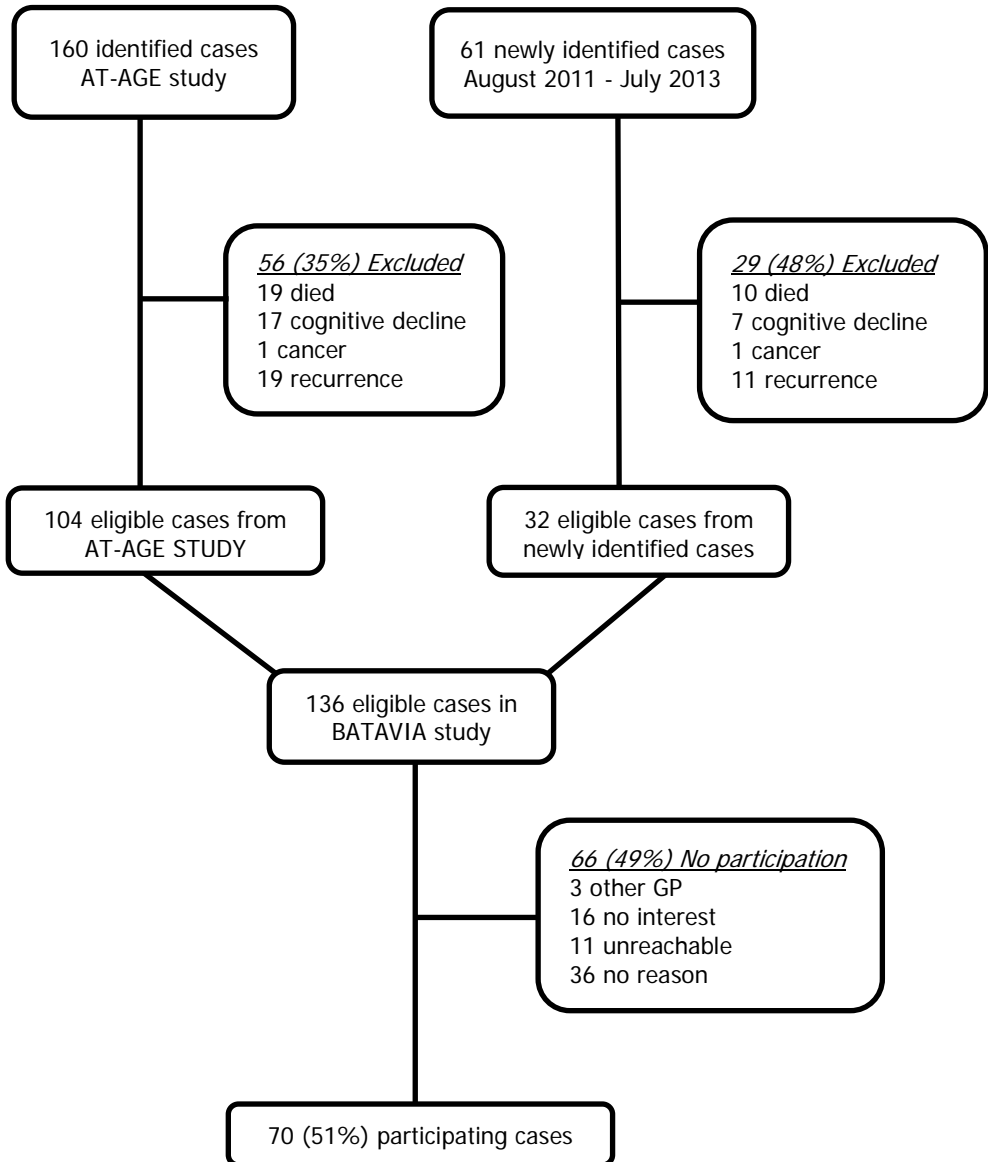 160 identified cases
AT-AGE study
61 newly identified cases
August 2011 - July 2013
56 (35%) Excluded
19 died
17 cognitive decline
1 cancer
19 recurrence
29 (48%) Excluded
10 died
7 cognitive decline
1 cancer
11 recurrence
104 eligible cases from
AT-AGE STUDY
32 eligible cases from
newly identified cases
136 eligible cases in
BATAVIA study
66 (49%) No participation
3 other GP
16 no interest
11 unreachable
36 no reason
70 (51%) participating cases